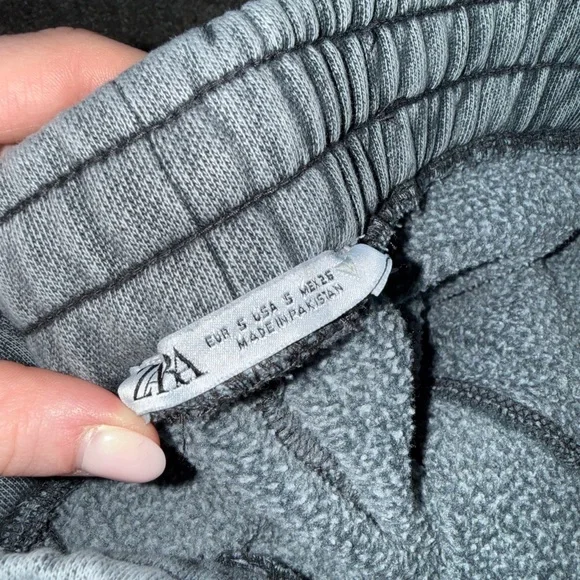 ZARA
EUR S USA S MEX 26
MADE IN PAKISTAN